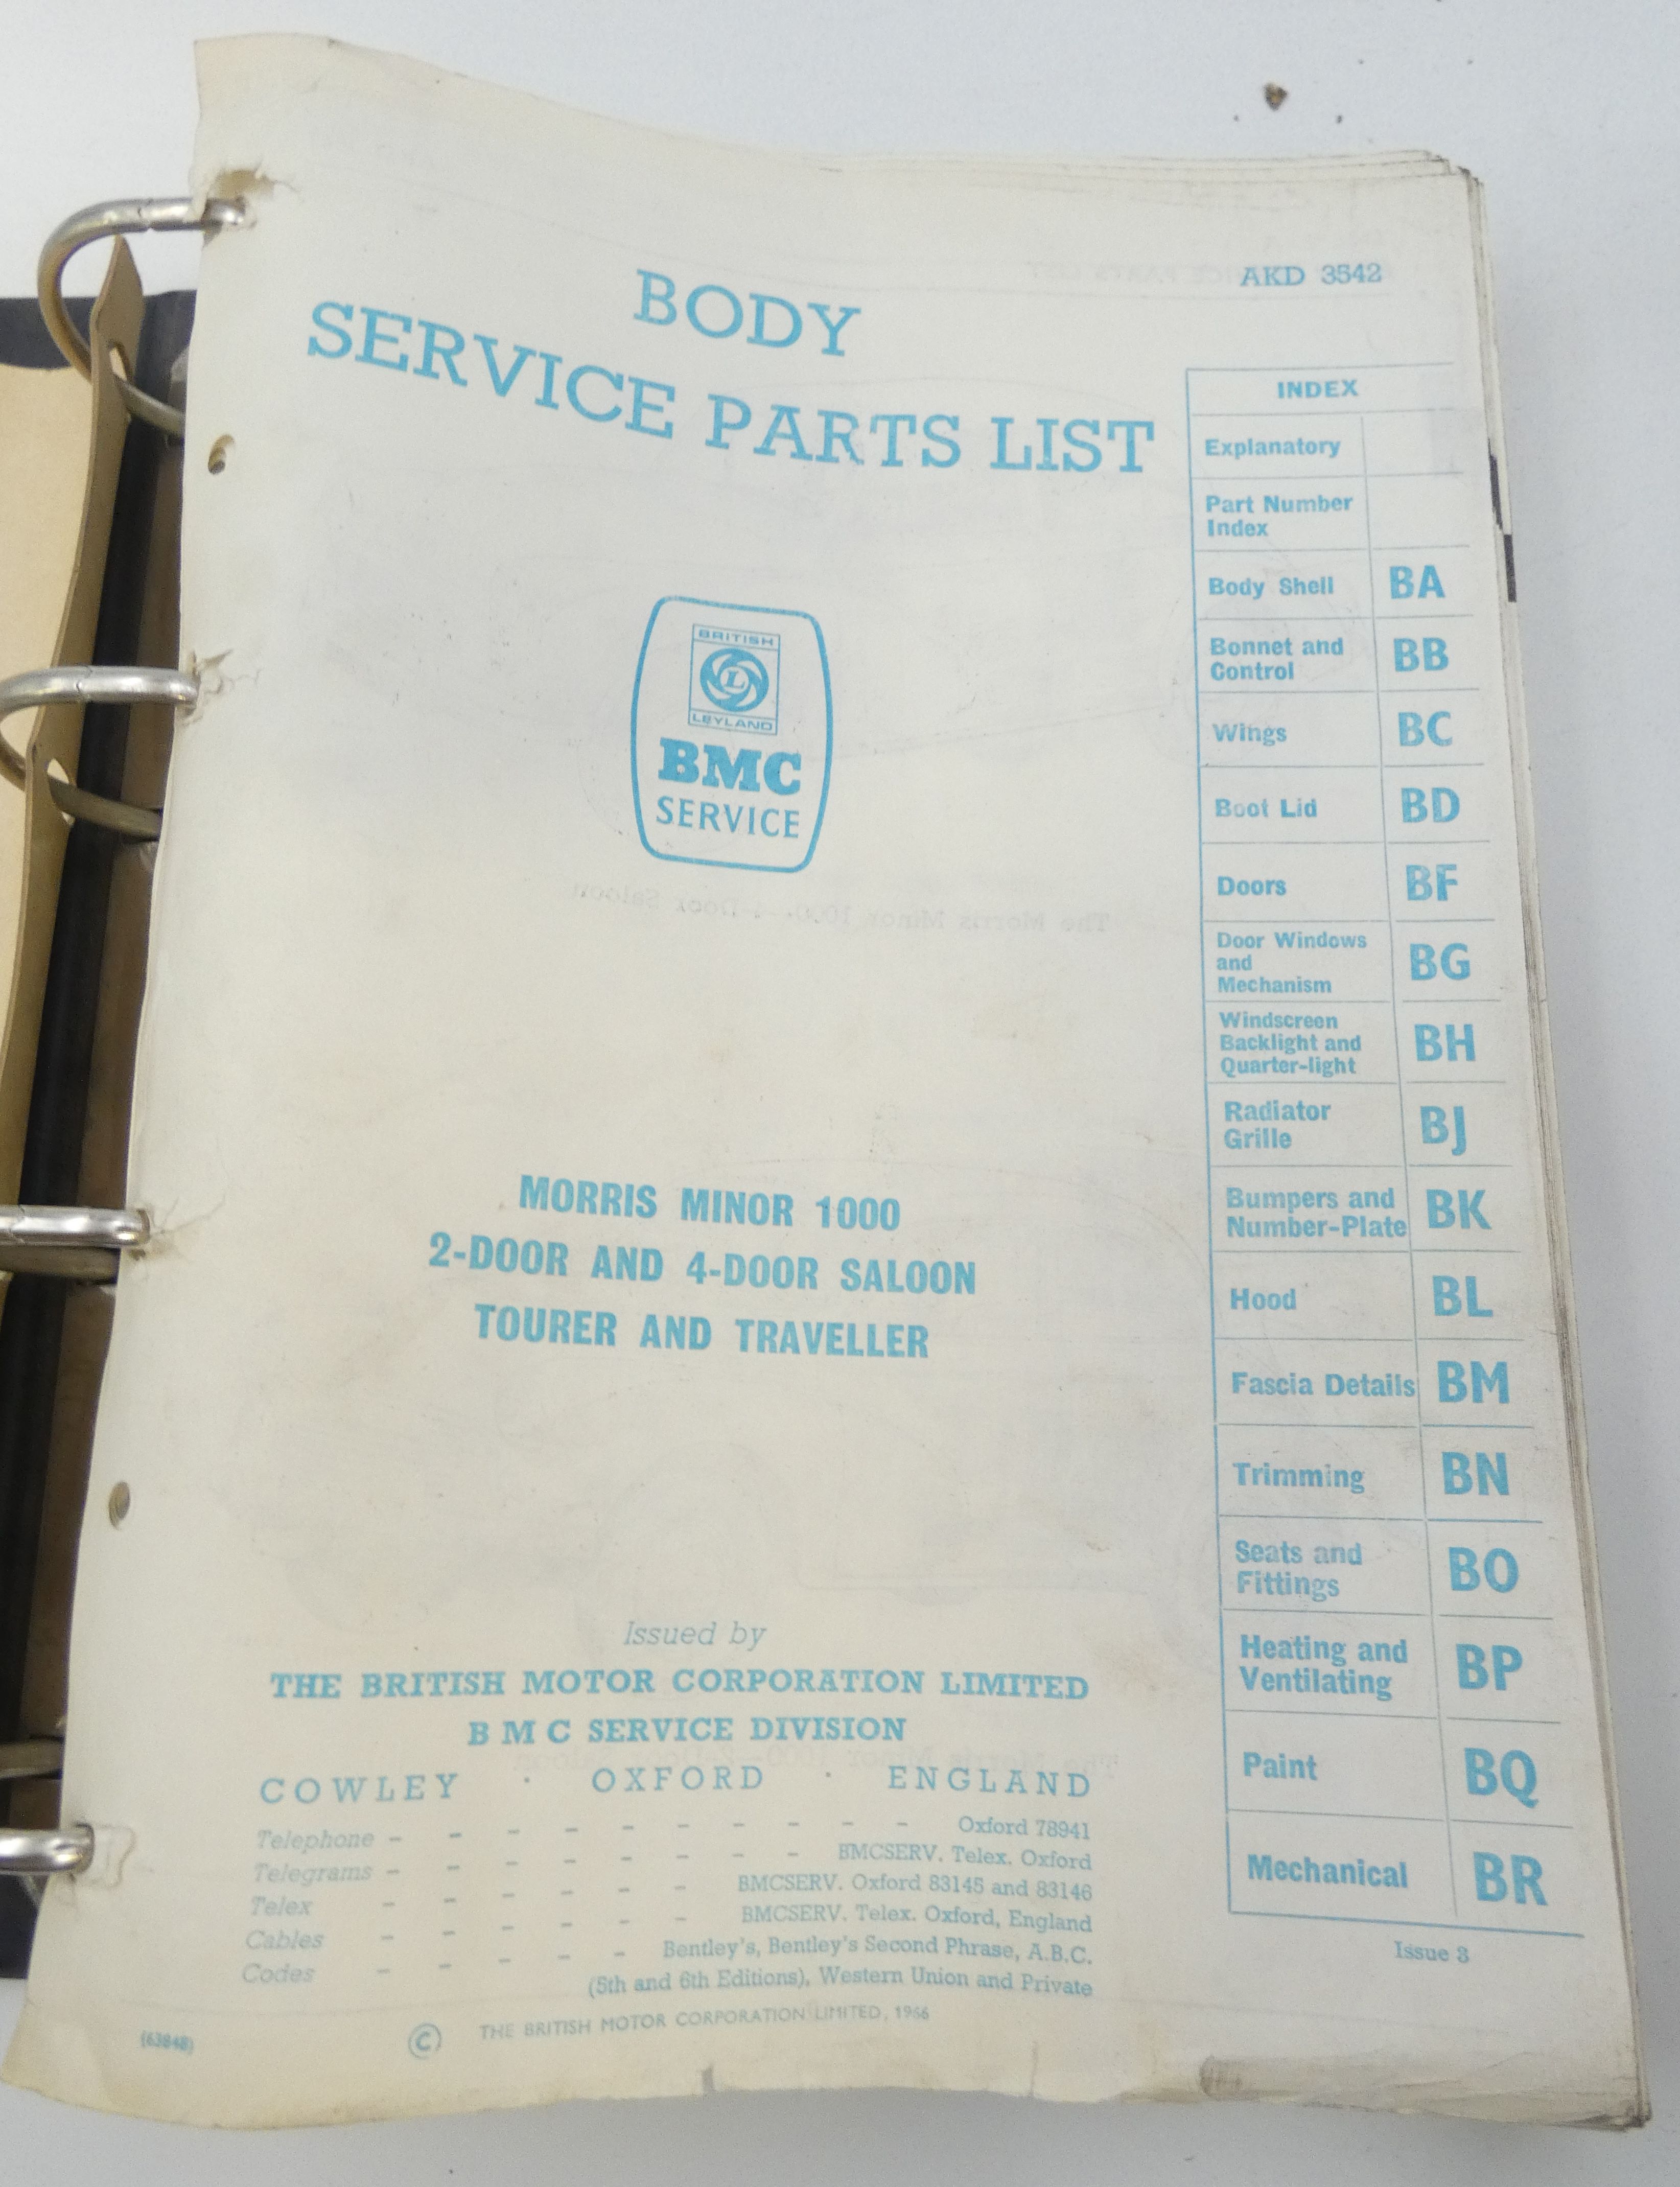 AKD 3542
BODY
SERVICE PARTS LIST
BRITISH
L
LEYLAND
BMC
SERVICE
MORRIS MINOR 1000
2-DOOR AND 4-DOOR SALOON
TOURER AND TRAVELLER
Issued by
THE BRITISH MOTOR CORPORATION LIMITED
B M C SERVICE DIVISION
COWLEY · OXFORD · ENGLAND
Telephone - - - - - - - - - - Oxford 78941
Telegrams - - - - - - - - BMCSERV. Telex. Oxford
Telex - - - - - - BMCSERV. Oxford 83145 and 83146
Cables - - - - - - BMCSERV. Telex. Oxford, England
Codes - - - - - Bentley's, Bentley's Second Phrase, A.B.C.
(5th and 6th Editions), Western Union and Private
(63848)
© THE BRITISH MOTOR CORPORATION LIMITED, 1966
INDEX
Explanatory
Part Number
Index
Body Shell BA
Bonnet and
Control BB
Wings BC
Boot Lid BD
Doors BF
Door Windows
and
Mechanism BG
Windscreen
Backlight and
Quarter-light BH
Radiator
Grille BJ
Bumpers and
Number-Plate BK
Hood BL
Fascia Details BM
Trimming BN
Seats and
Fittings BO
Heating and
Ventilating BP
Paint BQ
Mechanical BR
Issue 3